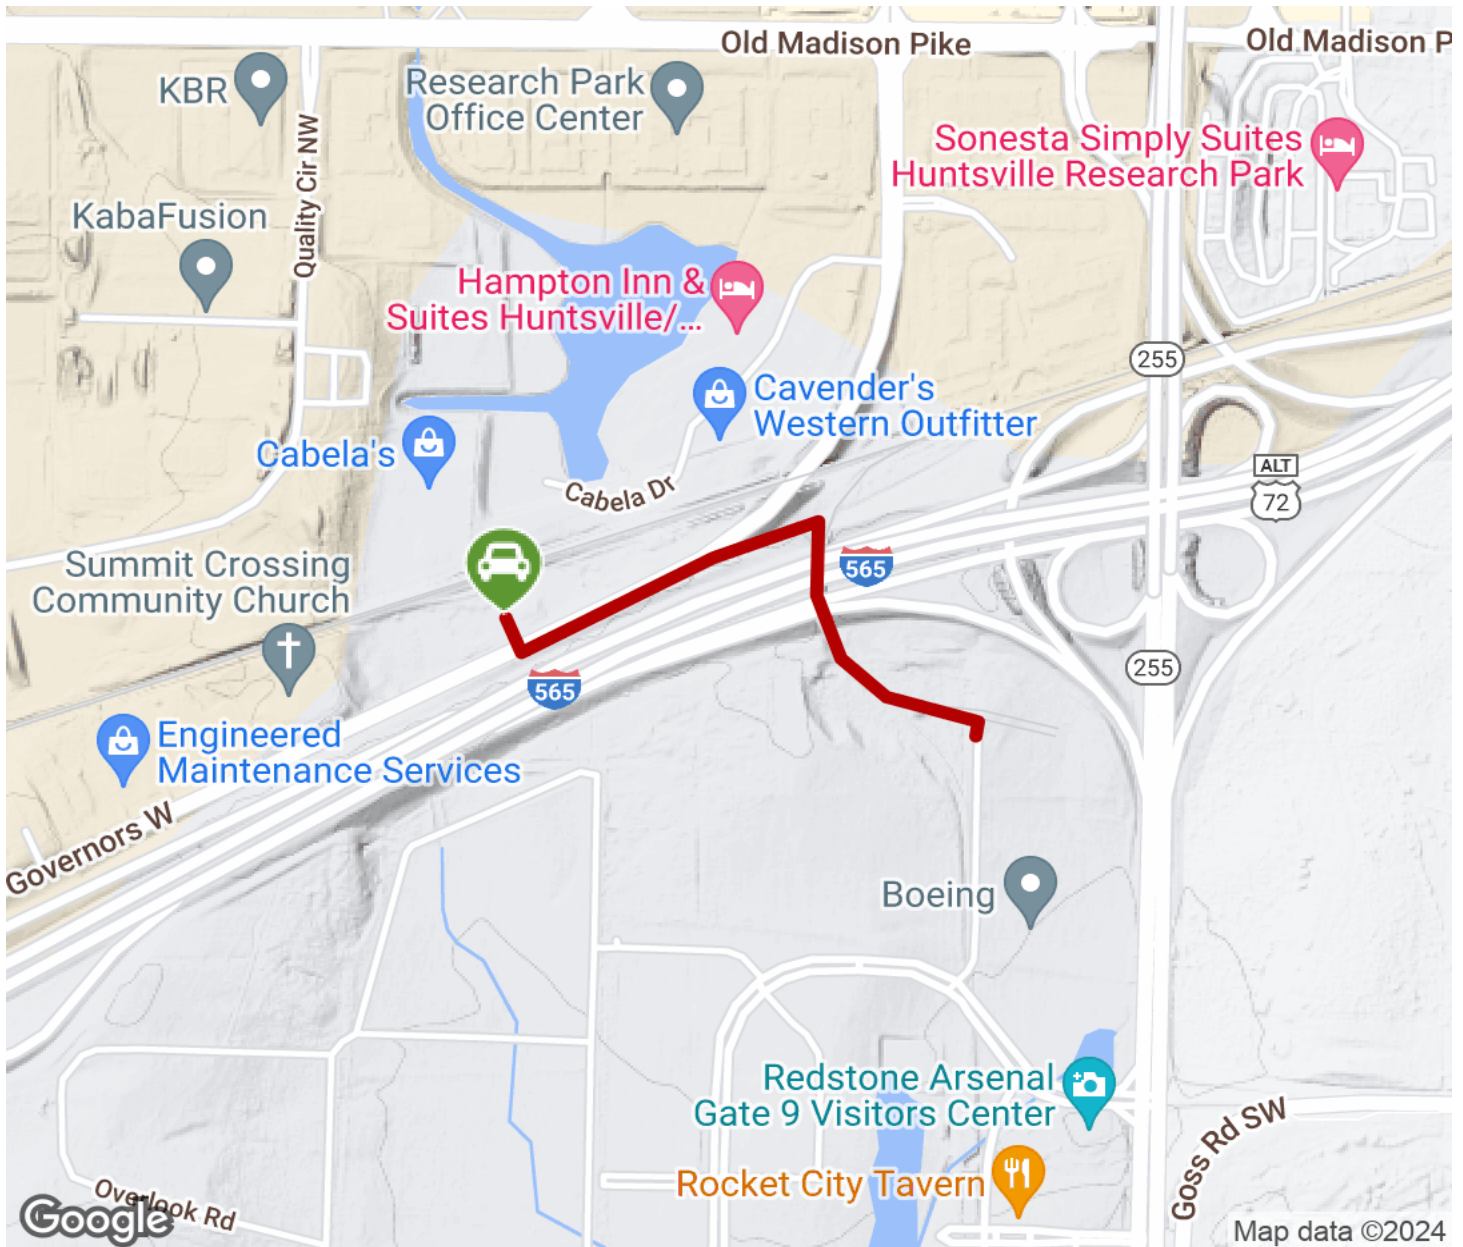 Old Madison Pike
Old Madison P
KBR
Research Park
Office Center
Quality Cir NW
Sonesta Simply Suites
Huntsville Research Park
KabaFusion
Hampton Inn &
Suites Huntsville/...
255
Cavender's
Western Outfitter
Cabela's
Cabela Dr
ALT
72
Summit Crossing
Community Church
565
255
565
Engineered
Maintenance Services
Governors W
Boeing
Redstone Arsenal
Gate 9 Visitors Center
Goss Rd SW
Rocket City Tavern
Overlook Rd
Google
Map data ©2024